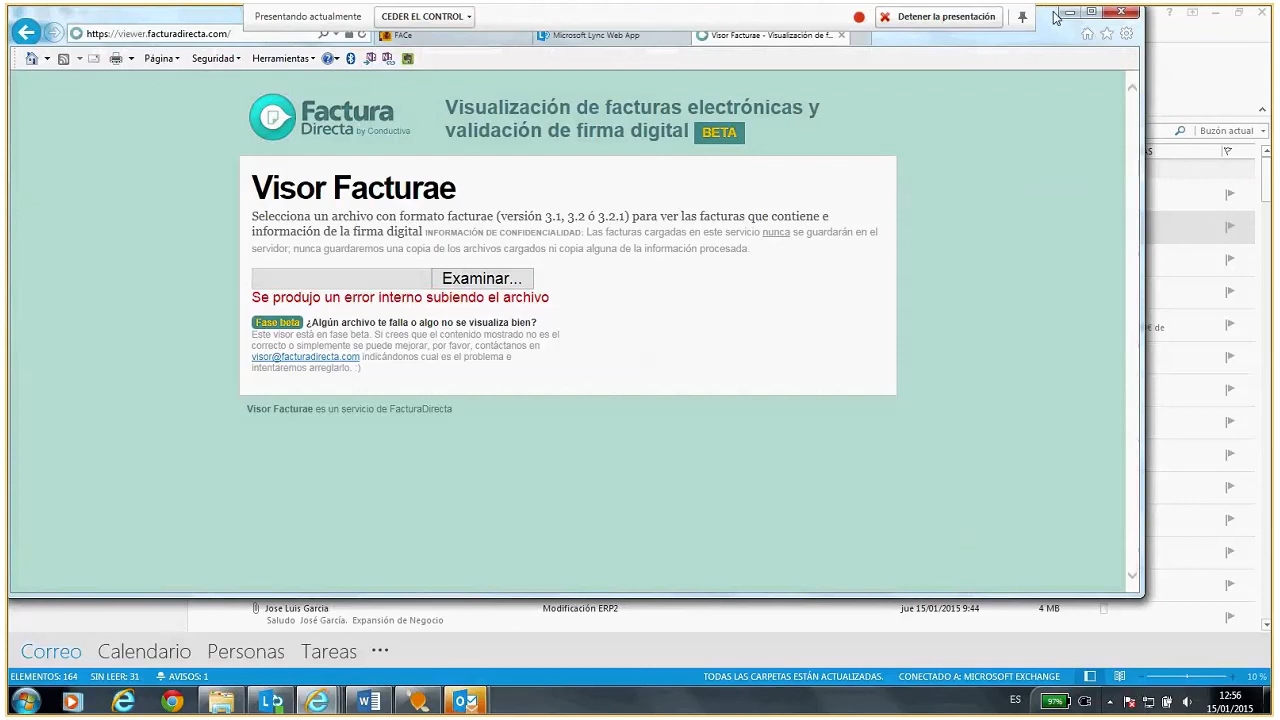 Presentando actualmente
CEDER EL CONTROL
Detener la presentación
https://viewer.facturadirecta.com/
FACe
Microsoft Lync Web App
Visor Facturae - Visualización de f...
Página
Seguridad
Herramientas
Factura
Directa by Conductiva
Visualización de facturas electrónicas y
validación de firma digital BETA
Buzón actual
Visor Facturae
Selecciona un archivo con formato facturae (versión 3.1, 3.2 ó 3.2.1) para ver las facturas que contiene e
información de la firma digital INFORMACIÓN DE CONFIDENCIALIDAD: Las facturas cargadas en este servicio nunca se guardarán en el
servidor; nunca guardaremos una copia de los archivos cargados ni copia alguna de la información procesada.
Examinar...
Se produjo un error interno subiendo el archivo
Fase beta ¿Algún archivo te falla o algo no se visualiza bien?
Este visor está en fase beta. Si crees que el contenido mostrado no es el
correcto o simplemente se puede mejorar, por favor, contáctanos en
visor@facturadirecta.com indicándonos cual es el problema e
intentaremos arreglarlo. :)
€ de
Visor Facturae es un servicio de FacturaDirecta
Jose Luis Garcia Modificación ERP2 jue 15/01/2015 9:44 4 MB
Saludo José García. Expansión de Negocio
Correo Calendario Personas Tareas ...
ELEMENTOS: 164 SIN LEER: 31 AVISOS: 1 TODAS LAS CARPETAS ESTÁN ACTUALIZADAS. CONECTADO A: MICROSOFT EXCHANGE 10 %
ES 97% 12:56
15/01/2015